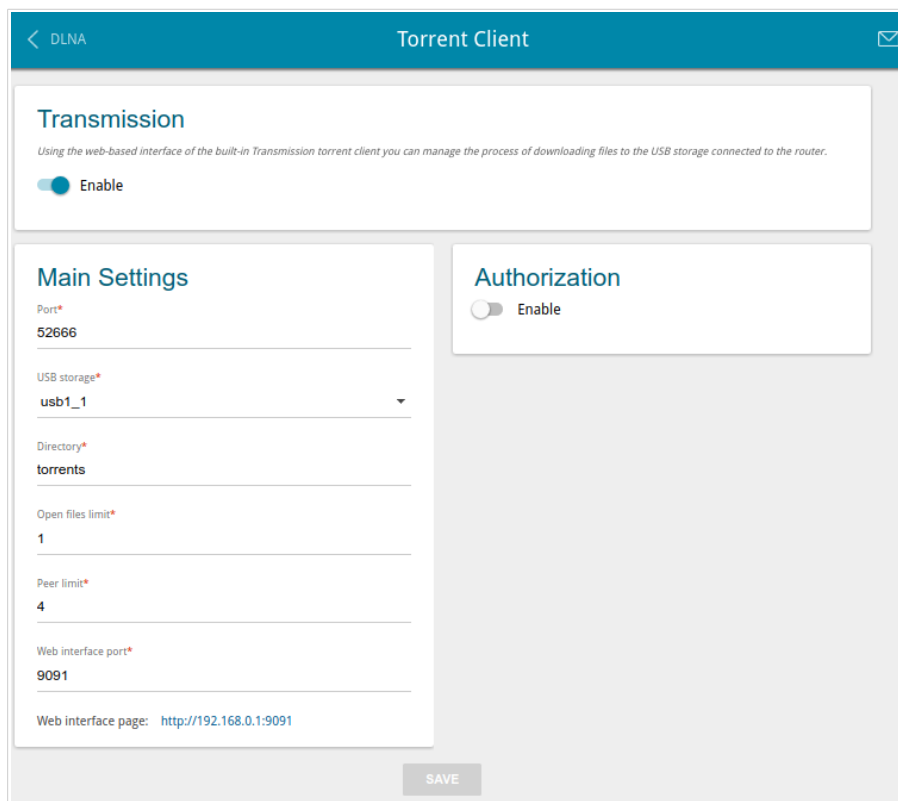 DLNA
Torrent Client
Transmission
Using the web-based interface of the built-in Transmission torrent client you can manage the process of downloading files to the USB storage connected to the router.
Enable
Main Settings
Port*
52666
USB storage*
usb1_1
Directory*
torrents
Open files limit*
1
Peer limit*
4
Web interface port*
9091
Web interface page: http://192.168.0.1:9091
Authorization
Enable
SAVE